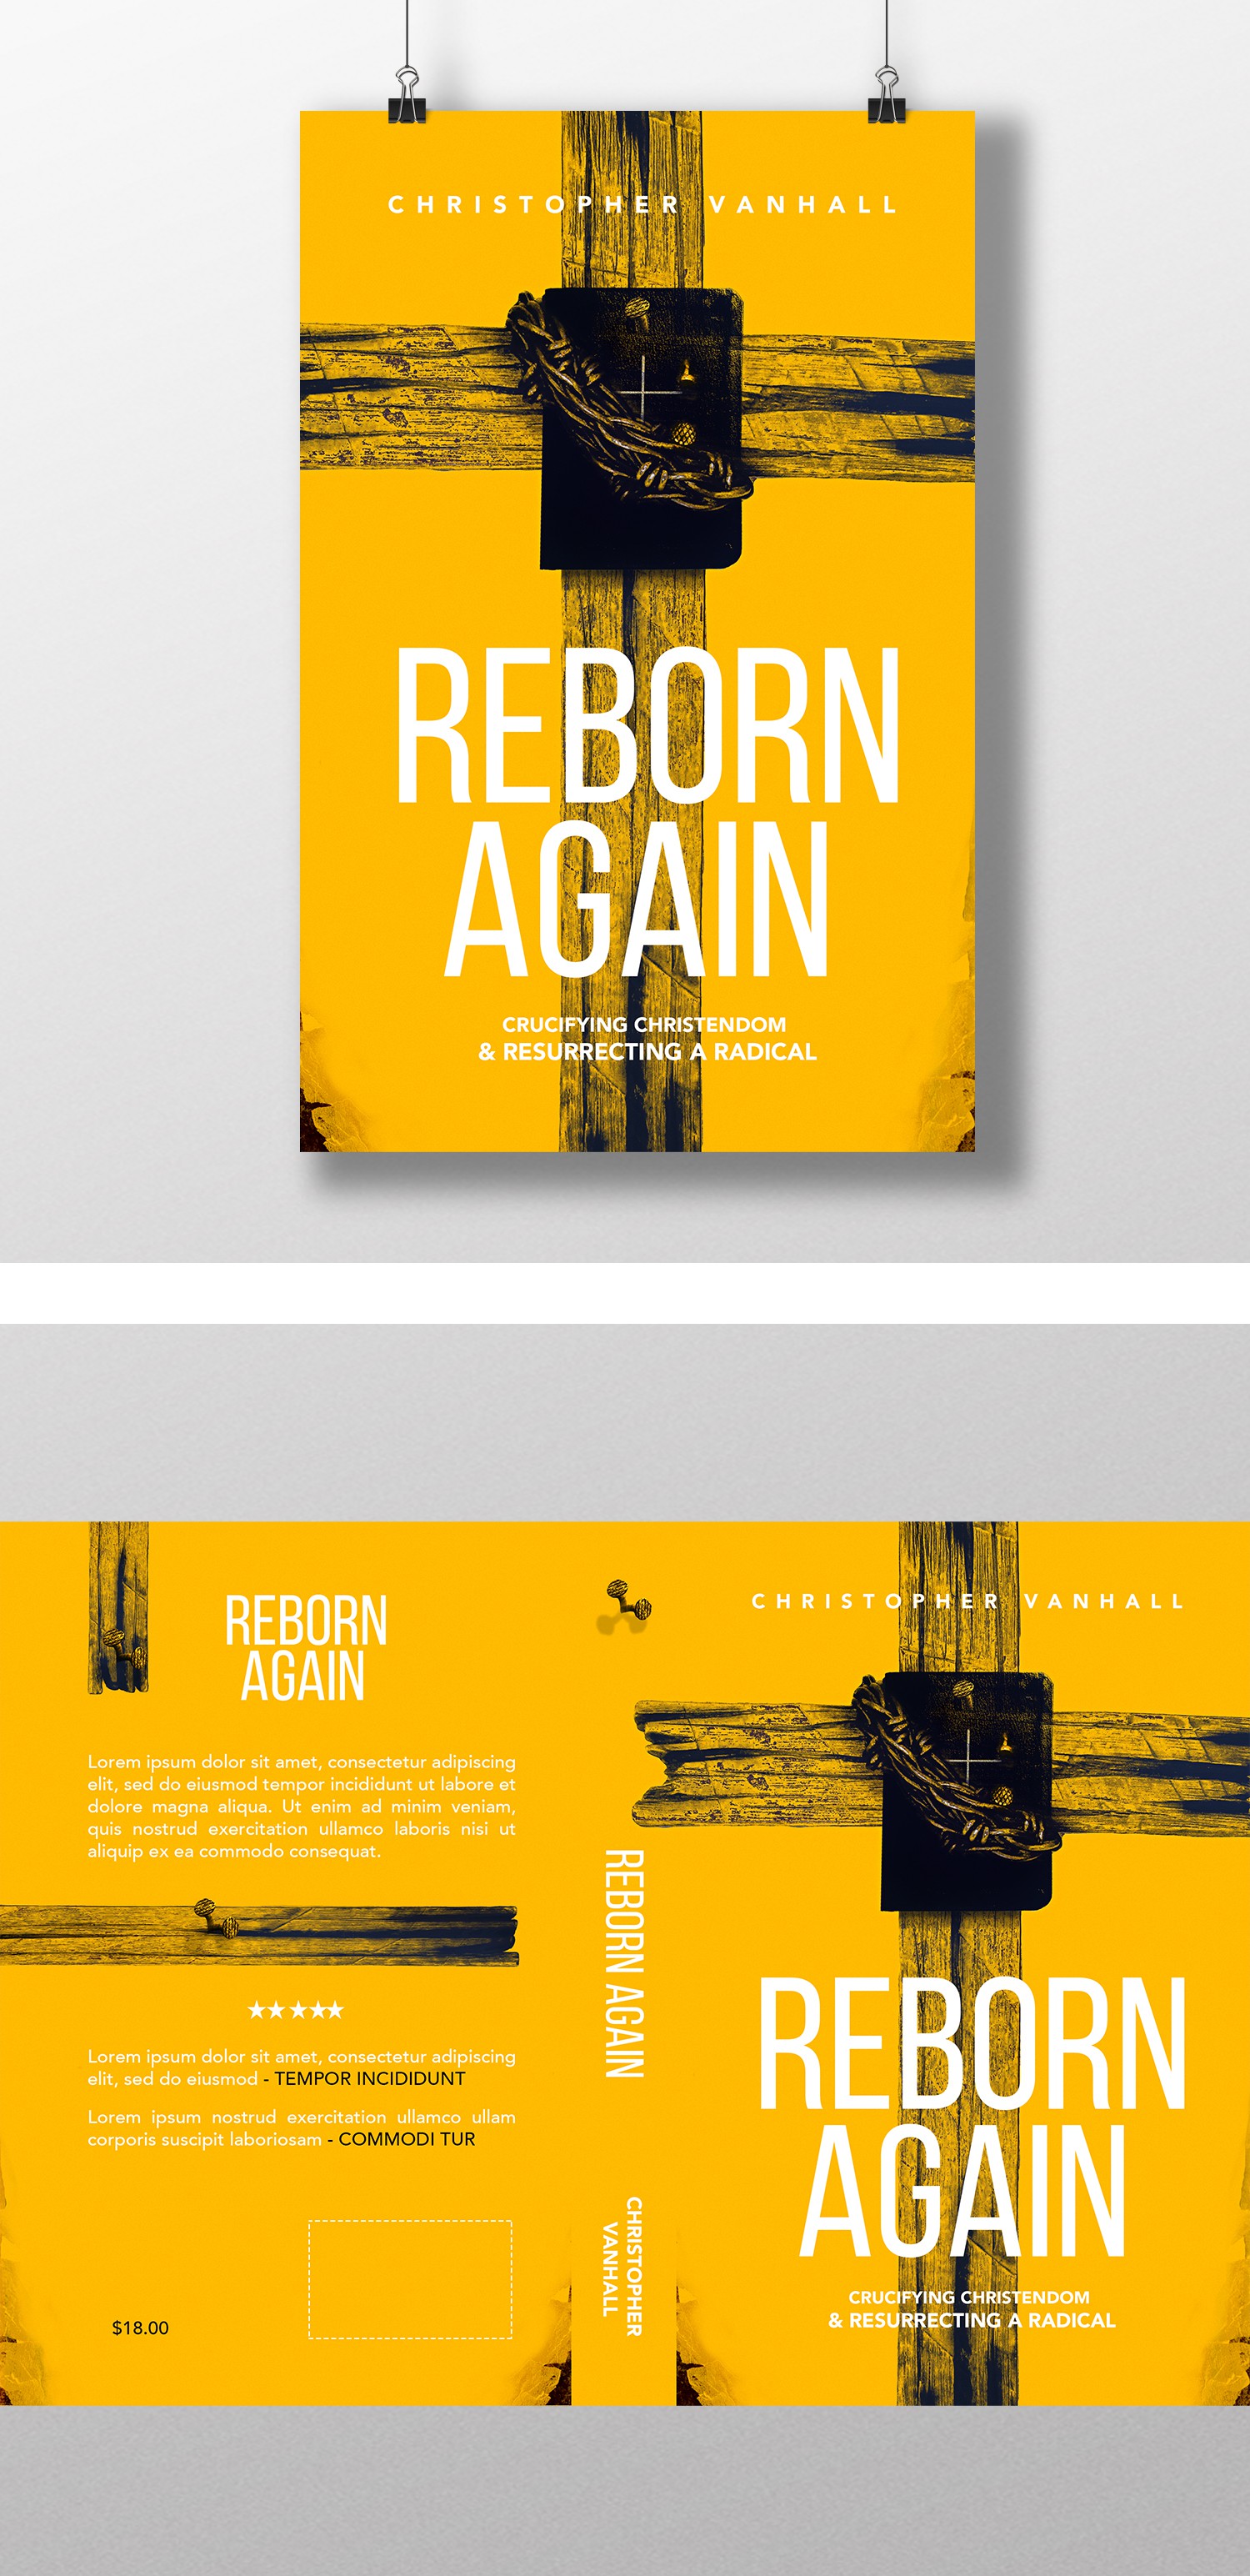 CHRISTOPHER VANHALL
REBORN
AGAIN
CRUCIFYING CHRISTENDOM
& RESURRECTING A RADICAL
REBORN
AGAIN
Lorem ipsum dolor sit amet, consectetur adipiscing
elit, sed do eiusmod tempor incididunt ut labore et
dolore magna aliqua. Ut enim ad minim veniam,
quis nostrud exercitation ullamco laboris nisi ut
aliquip ex ea commodo consequat.
★★★★★
Lorem ipsum dolor sit amet, consectetur adipiscing
elit, sed do eiusmod - TEMPOR INCIDIDUNT
Lorem ipsum nostrud exercitation ullamco ullam
corporis suscipit laboriosam - COMMODI TUR
$18.00
REBORN AGAIN
CHRISTOPHER
VANHALL
CHRISTOPHER VANHALL
REBORN
AGAIN
CRUCIFYING CHRISTENDOM
& RESURRECTING A RADICAL